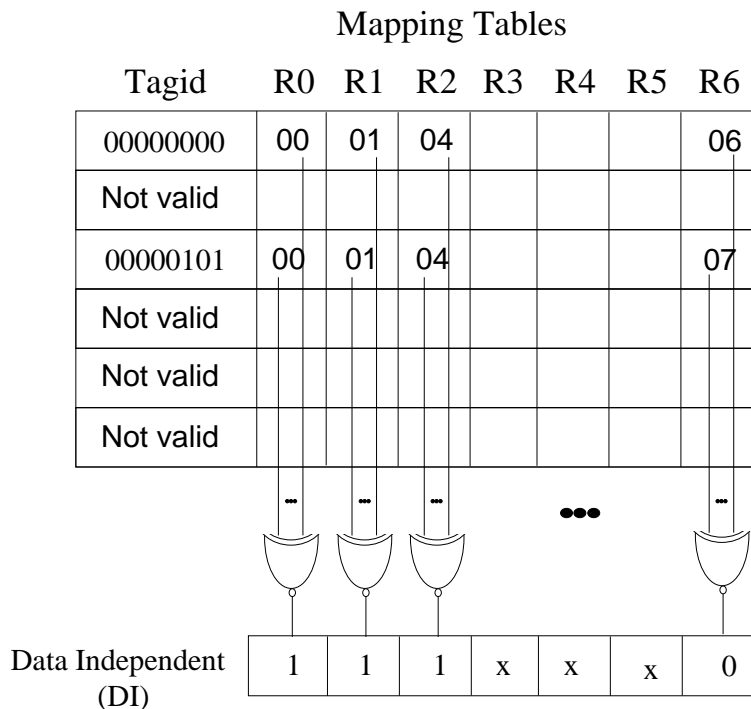 Mapping Tables
Tagid R0 R1 R2 R3 R4 R5 R6
00000000 00 01 04 06
Not valid
00000101 00 01 04 07
Not valid
Not valid
Not valid
Data Independent 1 1 1 x x x 0
(DI)